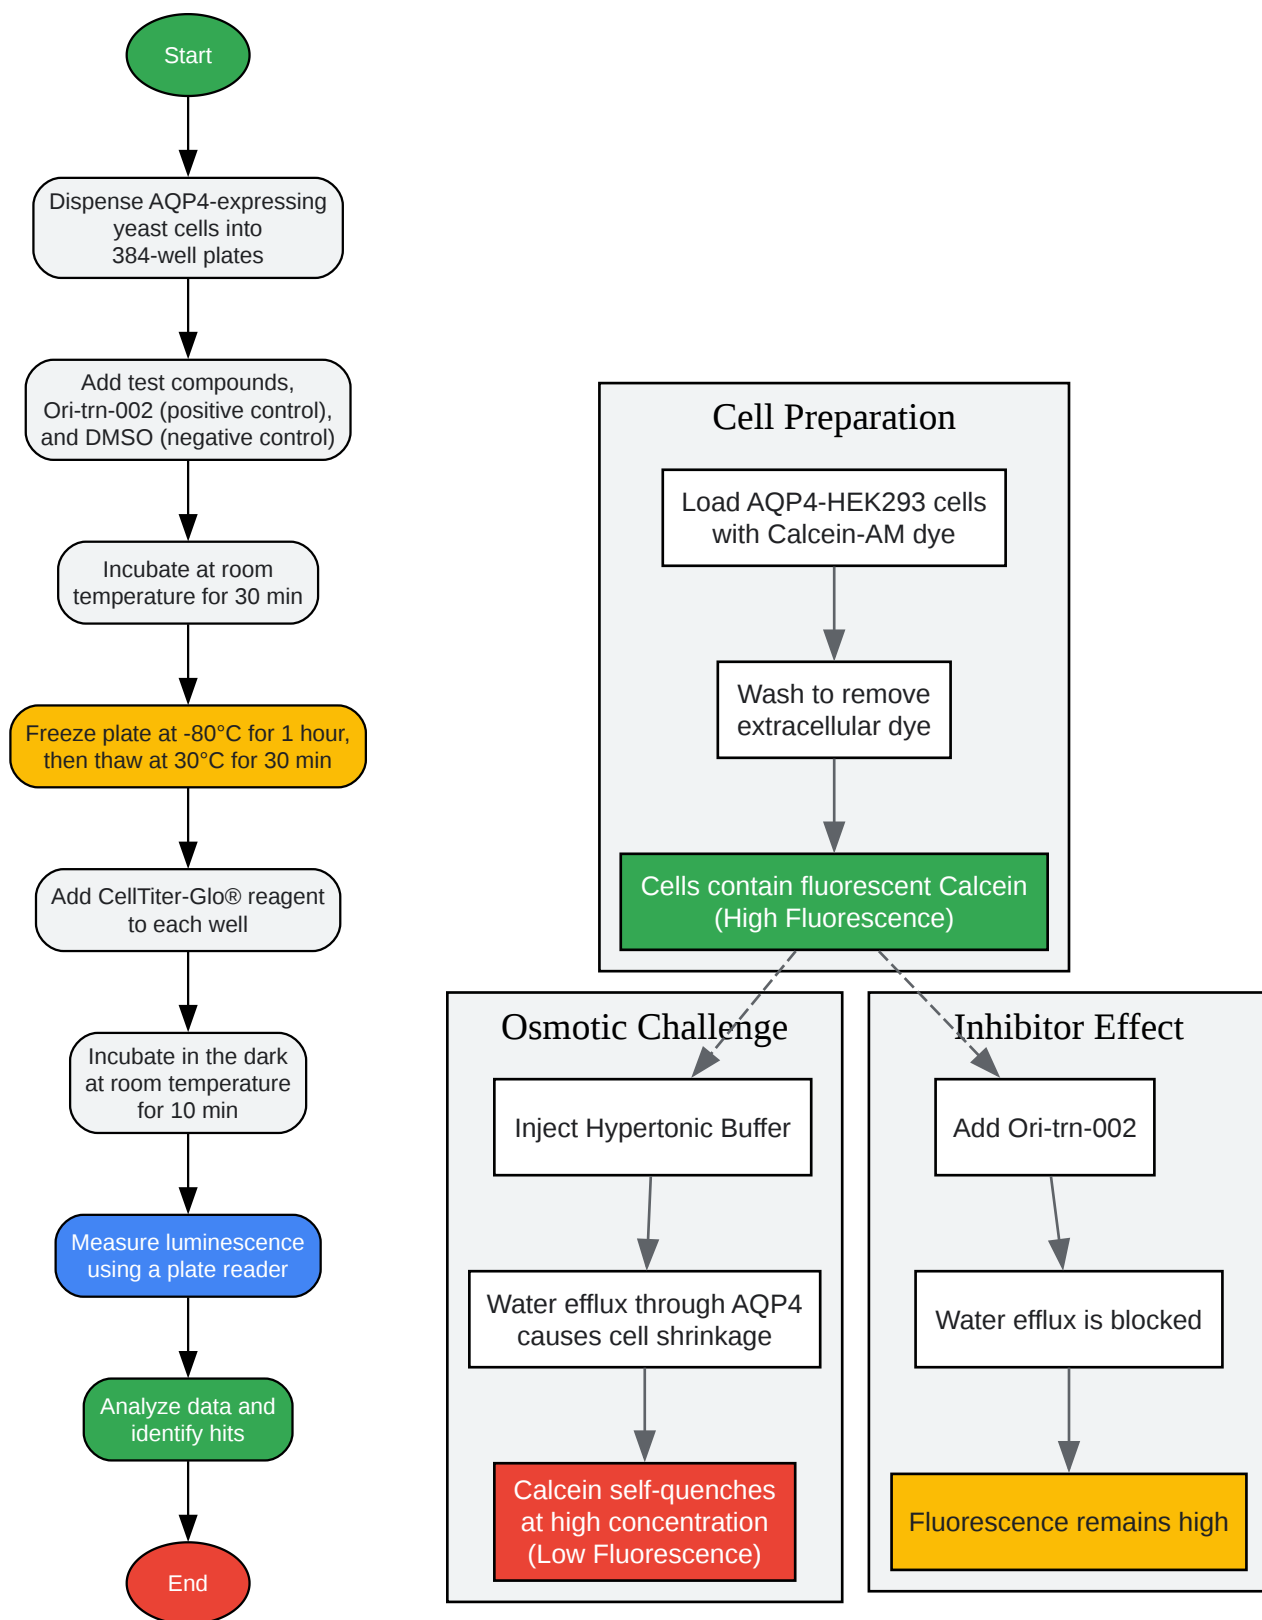 Start
Dispense AQP4-expressing
yeast cells into
384-well plates
Add test compounds,
Ori-trn-002 (positive control),
and DMSO (negative control)
Incubate at room
temperature for 30 min
Freeze plate at -80°C for 1 hour,
then thaw at 30°C for 30 min
Add CellTiter-Glo® reagent
to each well
Incubate in the dark
at room temperature
for 10 min
Measure luminescence
using a plate reader
Analyze data and
identify hits
End
Cell Preparation
Load AQP4-HEK293 cells
with Calcein-AM dye
Wash to remove
extracellular dye
Cells contain fluorescent Calcein
(High Fluorescence)
Osmotic Challenge
Inject Hypertonic Buffer
Water efflux through AQP4
causes cell shrinkage
Calcein self-quenches
at high concentration
(Low Fluorescence)
Inhibitor Effect
Add Ori-trn-002
Water efflux is blocked
Fluorescence remains high